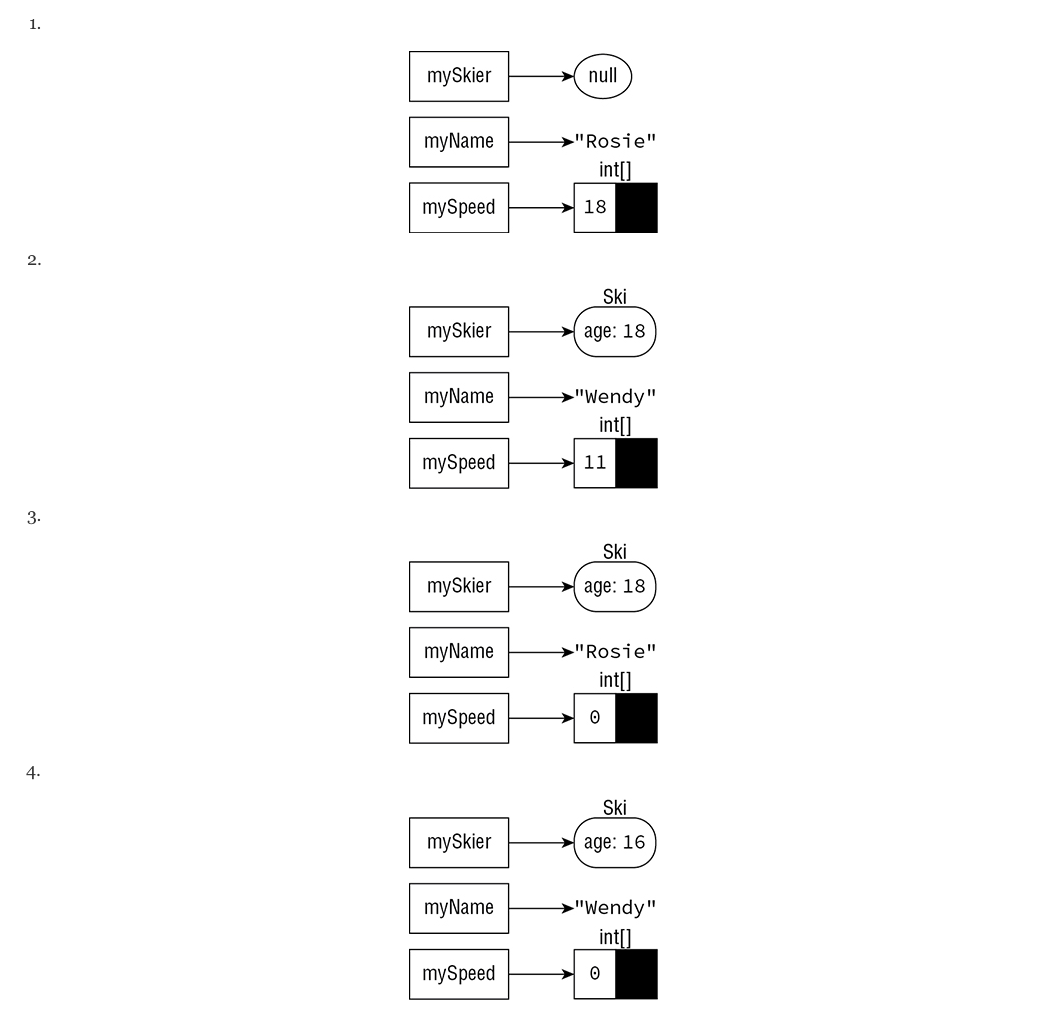 1.
mySkier null
myName "Rosie"
int[]
mySpeed 18
2.
Ski
mySkier age: 18
myName "Wendy"
int[]
mySpeed 11
3.
Ski
mySkier age: 18
myName "Rosie"
int[]
mySpeed 0
4.
Ski
mySkier age: 16
myName "Wendy"
int[]
mySpeed 0